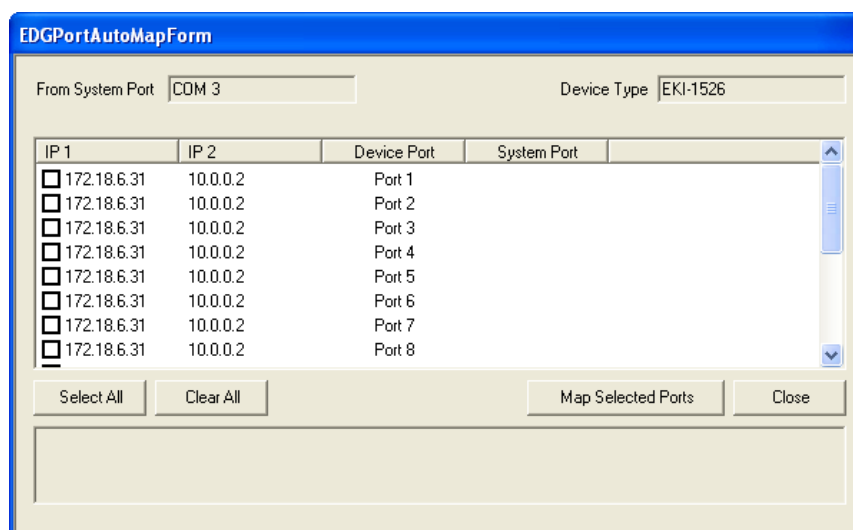 EDGPortAutoMapForm
From System Port COM 3 Device Type EKI-1526
IP 1 IP 2 Device Port System Port
172.18.6.31 10.0.0.2 Port 1
172.18.6.31 10.0.0.2 Port 2
172.18.6.31 10.0.0.2 Port 3
172.18.6.31 10.0.0.2 Port 4
172.18.6.31 10.0.0.2 Port 5
172.18.6.31 10.0.0.2 Port 6
172.18.6.31 10.0.0.2 Port 7
172.18.6.31 10.0.0.2 Port 8
Select All Clear All Map Selected Ports Close